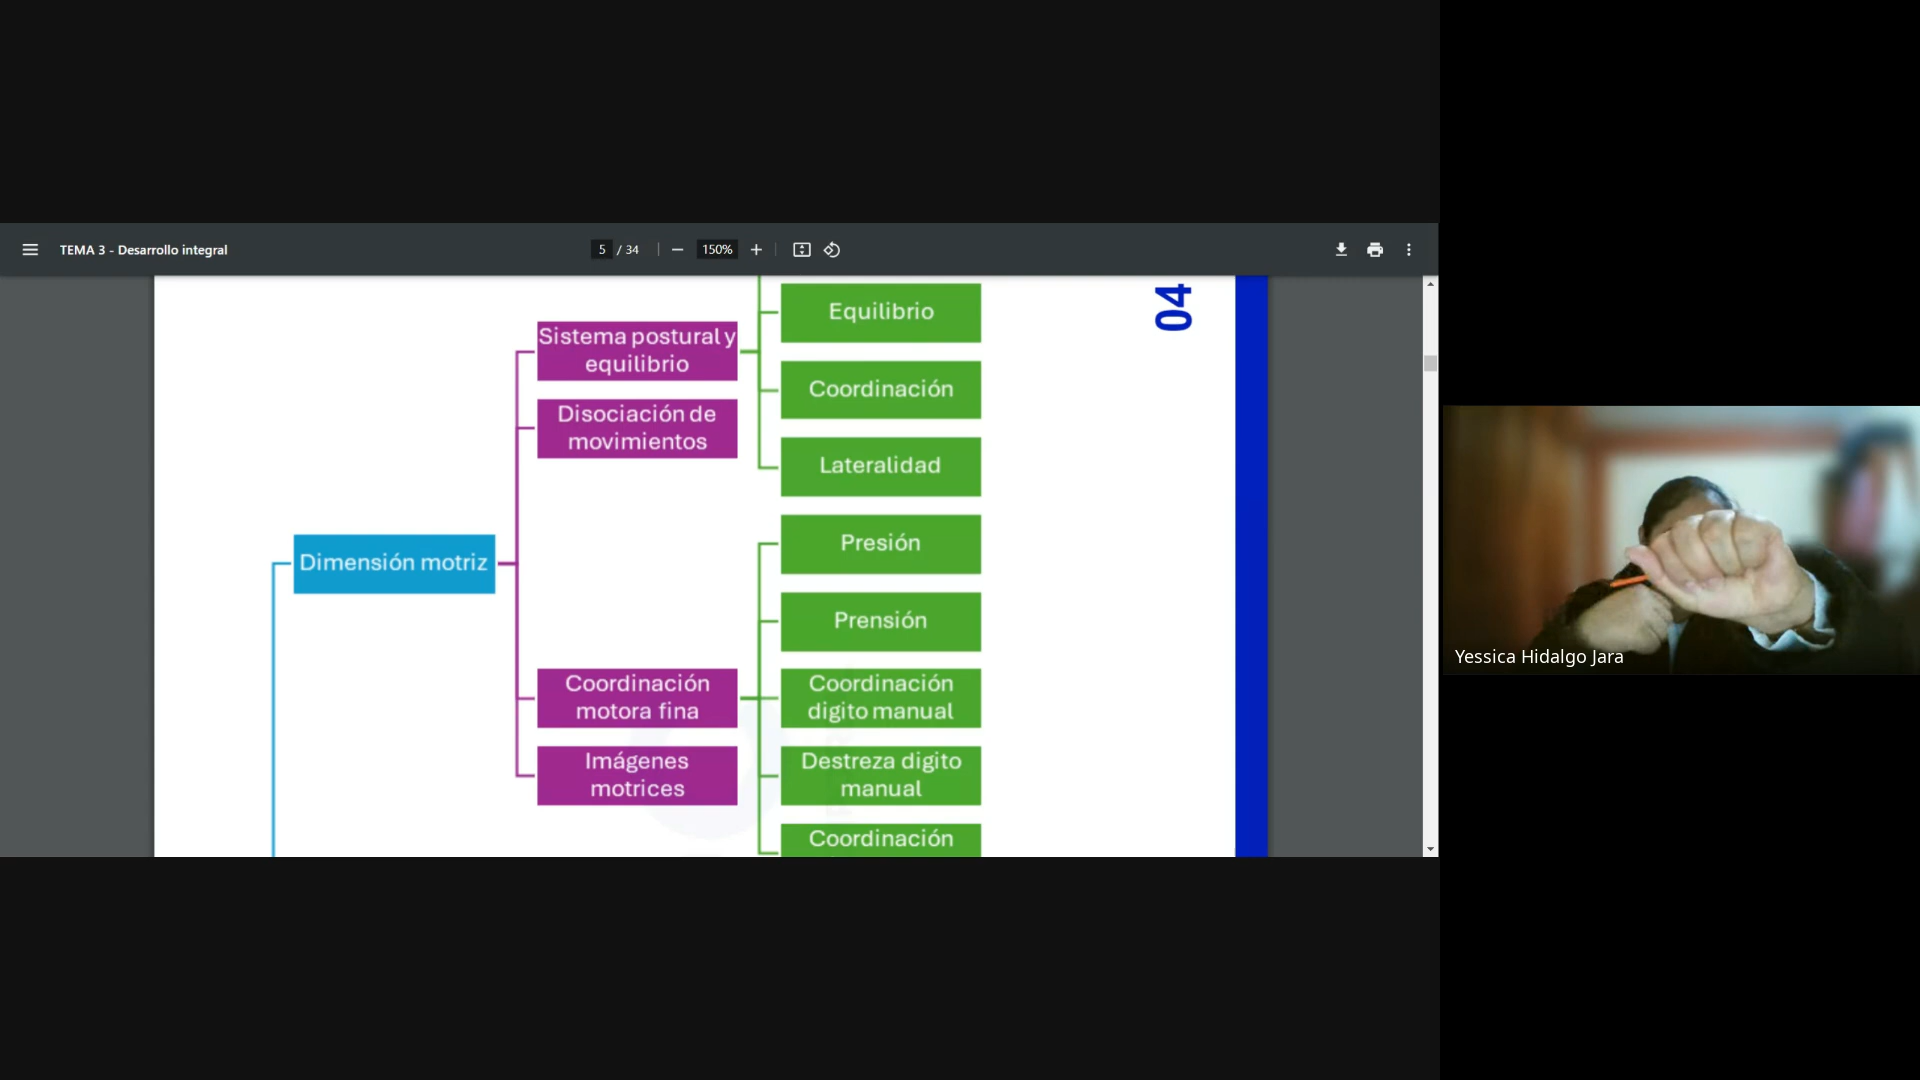 TEMA 3 - Desarrollo integral
5 / 34
150%
04
Equilibrio
Sistema postural y
equilibrio
Coordinación
Disociación de
movimientos
Lateralidad
Presión
Dimensión motriz
Prensión
Coordinación
motora fina
Coordinación
digito manual
Imágenes
motrices
Destreza digito
manual
Coordinación
Yessica Hidalgo Jara